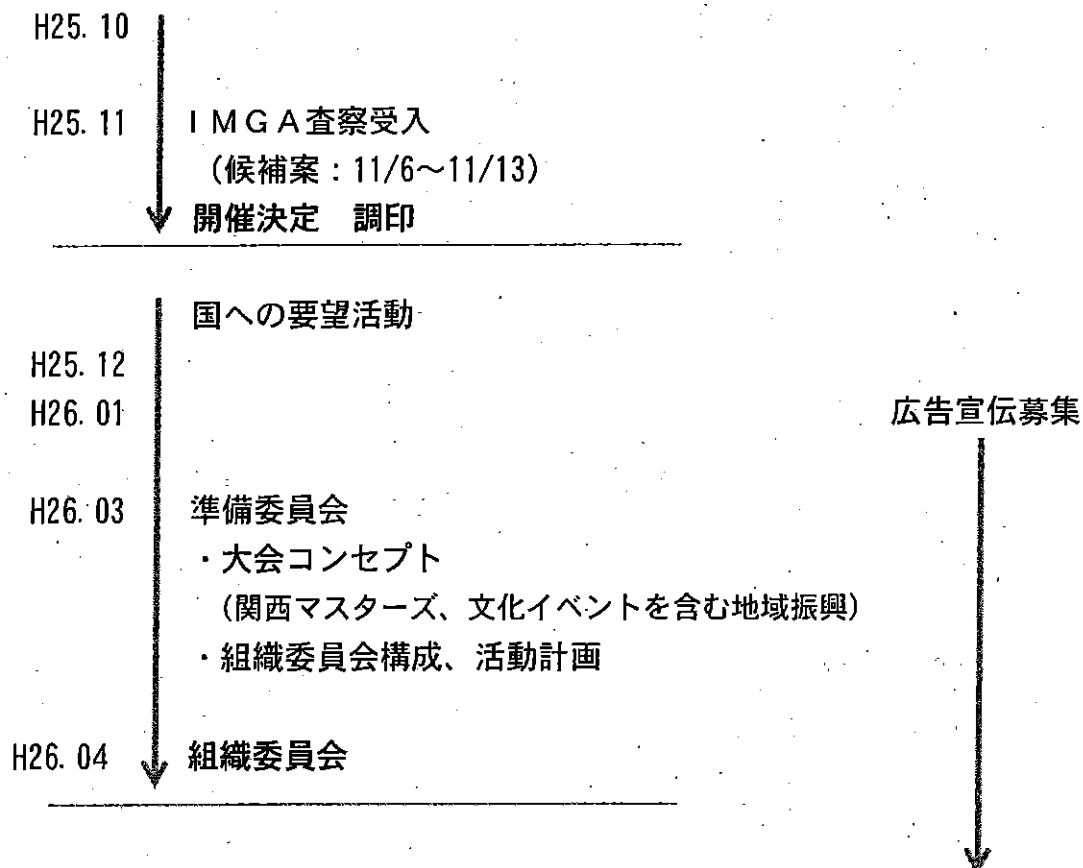 H25. 10
H25. 11 IMGA査察受入
(候補案：11/6～11/13)
開催決定　調印
国への要望活動
H25. 12
H26. 01
広告宣伝募集
H26. 03 準備委員会
・大会コンセプト
(関西マスターズ、文化イベントを含む地域振興)
・組織委員会構成、活動計画
H26. 04 組織委員会